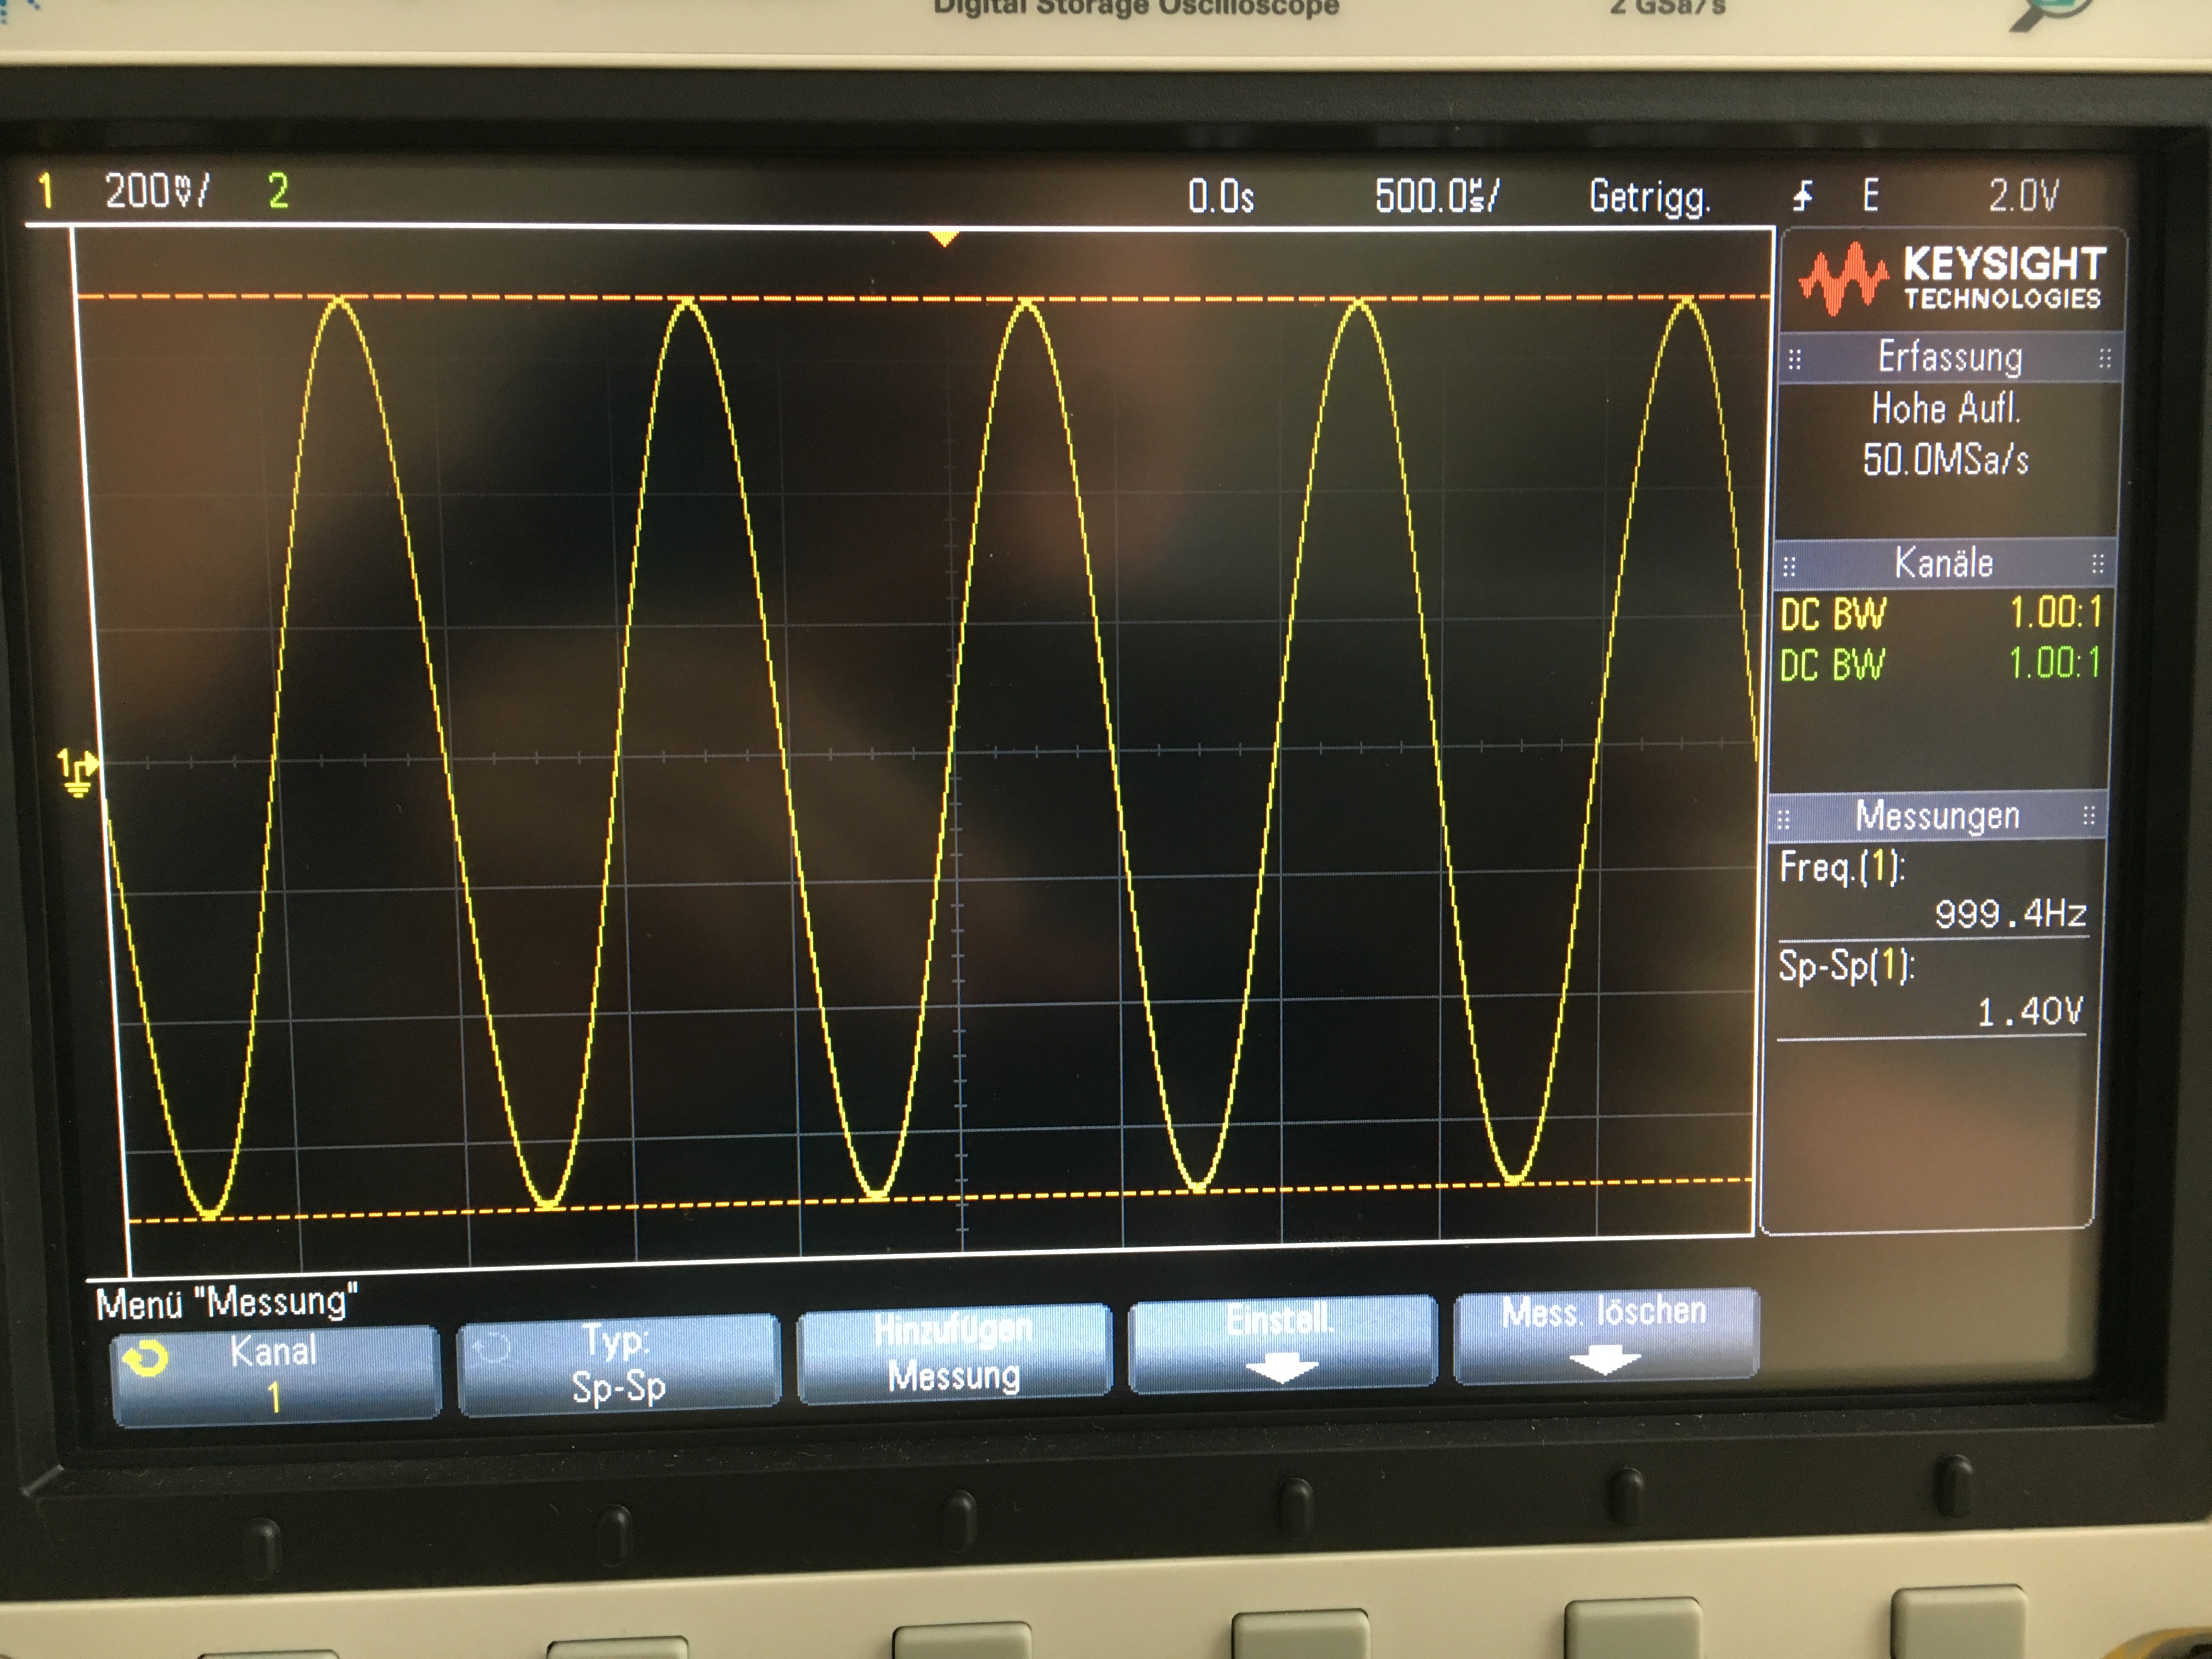 Digital Storage Oscilloscope 2 GSa/s
1 200mV/ 2 0.0s 500.0µs/ Getrigg. E 2.0V
KEYSIGHT
TECHNOLOGIES
Erfassung
Hohe Aufl.
50.0MSa/s
Kanäle
DC BW 1.00:1
DC BW 1.00:1
1
Messungen
Freq.(1):
999.4Hz
Sp-Sp(1):
1.40V
Menü "Messung"
Kanal
1
Typ:
Sp-Sp
Hinzufügen
Messung
Einstell.
Mess. löschen